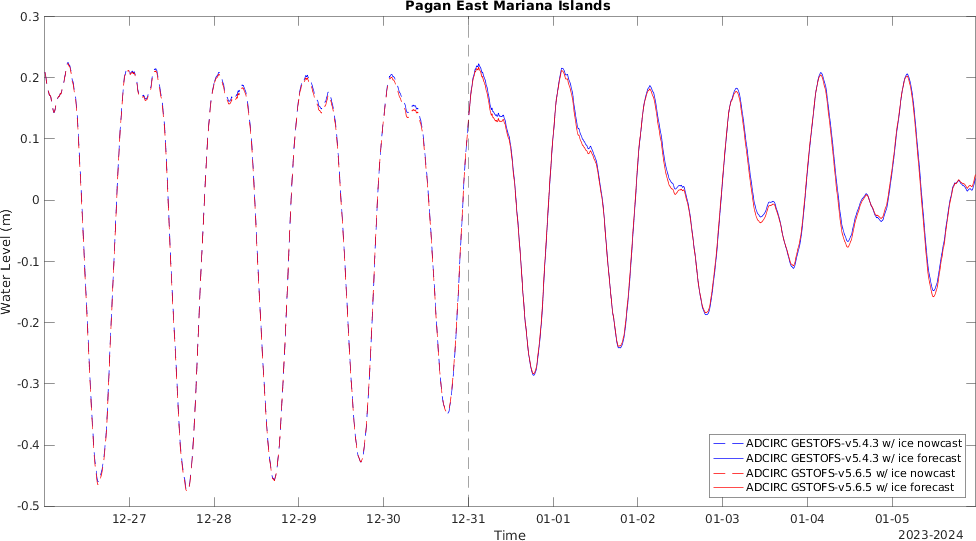 Pagan East Mariana Islands
0.3
0.2
0.1
0
-0.1
-0.2
-0.3
-0.4
-0.5
Water Level (m)
12-27 12-28 12-29 12-30 12-31 01-01 01-02 01-03 01-04 01-05
Time
2023-2024
ADCIRC GESTOFS-v5.4.3 w/ ice nowcast
ADCIRC GESTOFS-v5.4.3 w/ ice forecast
ADCIRC GSTOFS-v5.6.5 w/ ice nowcast
ADCIRC GSTOFS-v5.6.5 w/ ice forecast